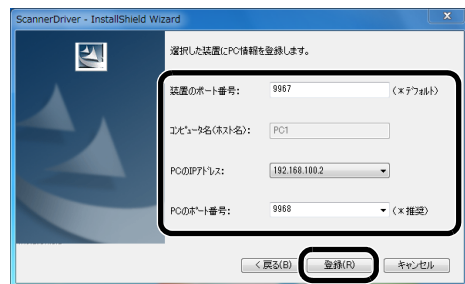 ScannerDriver - InstallShield Wizard
選択した装置にPC情報を登録します。
装置のポート番号: 9967 (*デフォルト)
コンピュータ名(ホスト名): PC1
PCのIPアドレス: 192.168.100.2
PCのポート番号: 9968 (*推奨)
< 戻る(B) 登録(R) キャンセル